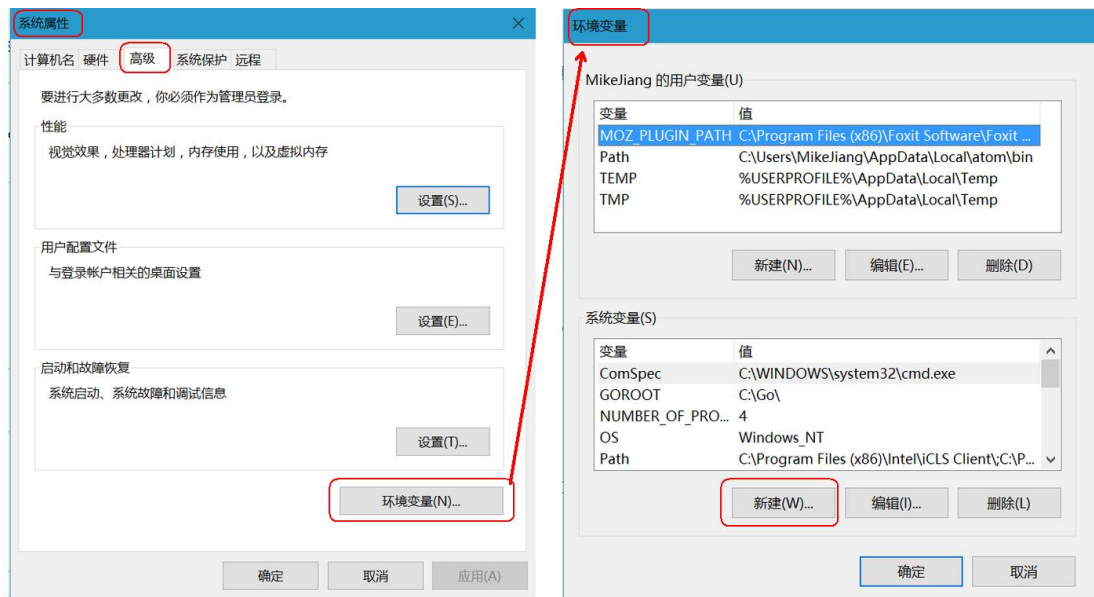 系统属性
计算机名 硬件 高级 系统保护 远程
要进行大多数更改，你必须作为管理员登录。
性能
视觉效果，处理器计划，内存使用，以及虚拟内存
设置(S)...
用户配置文件
与登录帐户相关的桌面设置
设置(E)...
启动和故障恢复
系统启动、系统故障和调试信息
设置(T)...
环境变量(N)...
确定 取消 应用(A)
环境变量
MikeJiang 的用户变量(U)
变量 值
MOZ_PLUGIN_PATH C:\Program Files (x86)\Foxit Software\Foxit ...
Path C:\Users\MikeJiang\AppData\Local\atom\bin
TEMP %USERPROFILE%\AppData\Local\Temp
TMP %USERPROFILE%\AppData\Local\Temp
新建(N)... 编辑(E)... 删除(D)
系统变量(S)
变量 值
ComSpec C:\WINDOWS\system32\cmd.exe
GOROOT C:\Go\
NUMBER_OF_PRO... 4
OS Windows_NT
Path C:\Program Files (x86)\Intel\iCLS Client\;C:\P...
新建(W)... 编辑(I)... 删除(L)
确定 取消